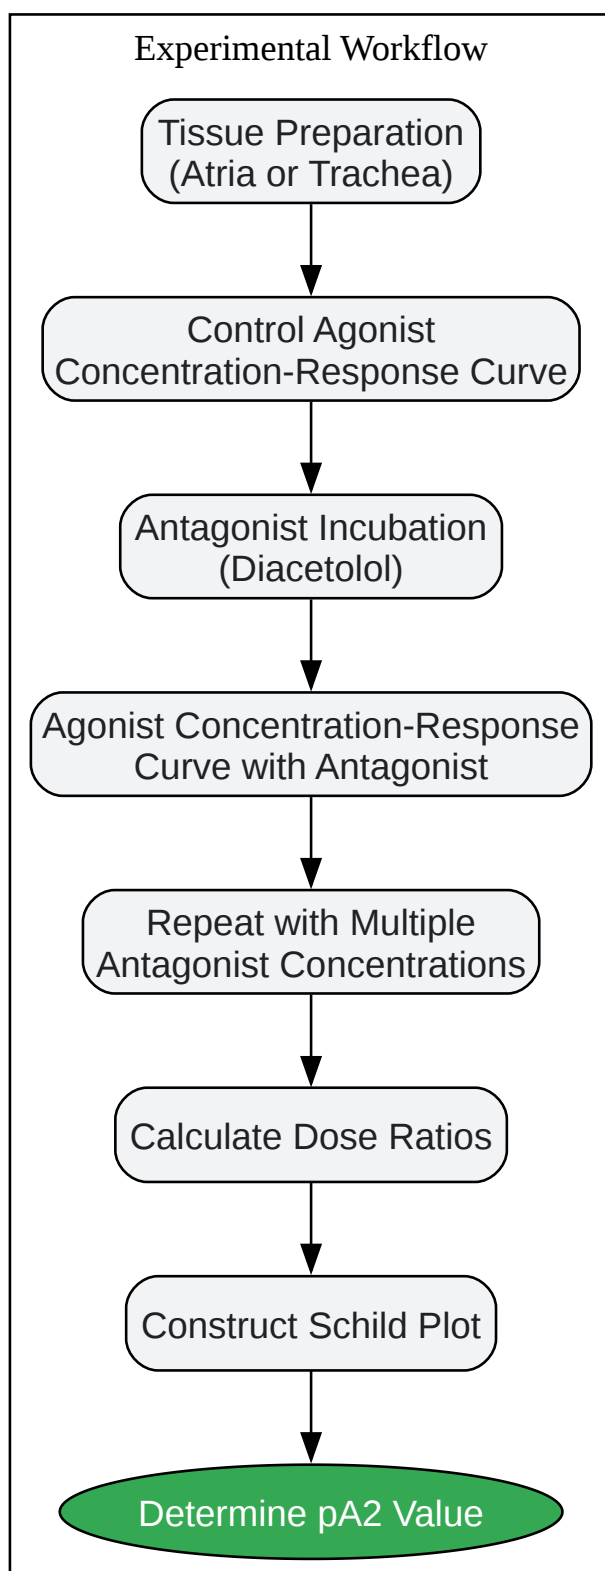 Experimental Workflow
Tissue Preparation
(Atria or Trachea)
Control Agonist
Concentration-Response Curve
Antagonist Incubation
(Diacetolol)
Agonist Concentration-Response
Curve with Antagonist
Repeat with Multiple
Antagonist Concentrations
Calculate Dose Ratios
Construct Schild Plot
Determine pA2 Value